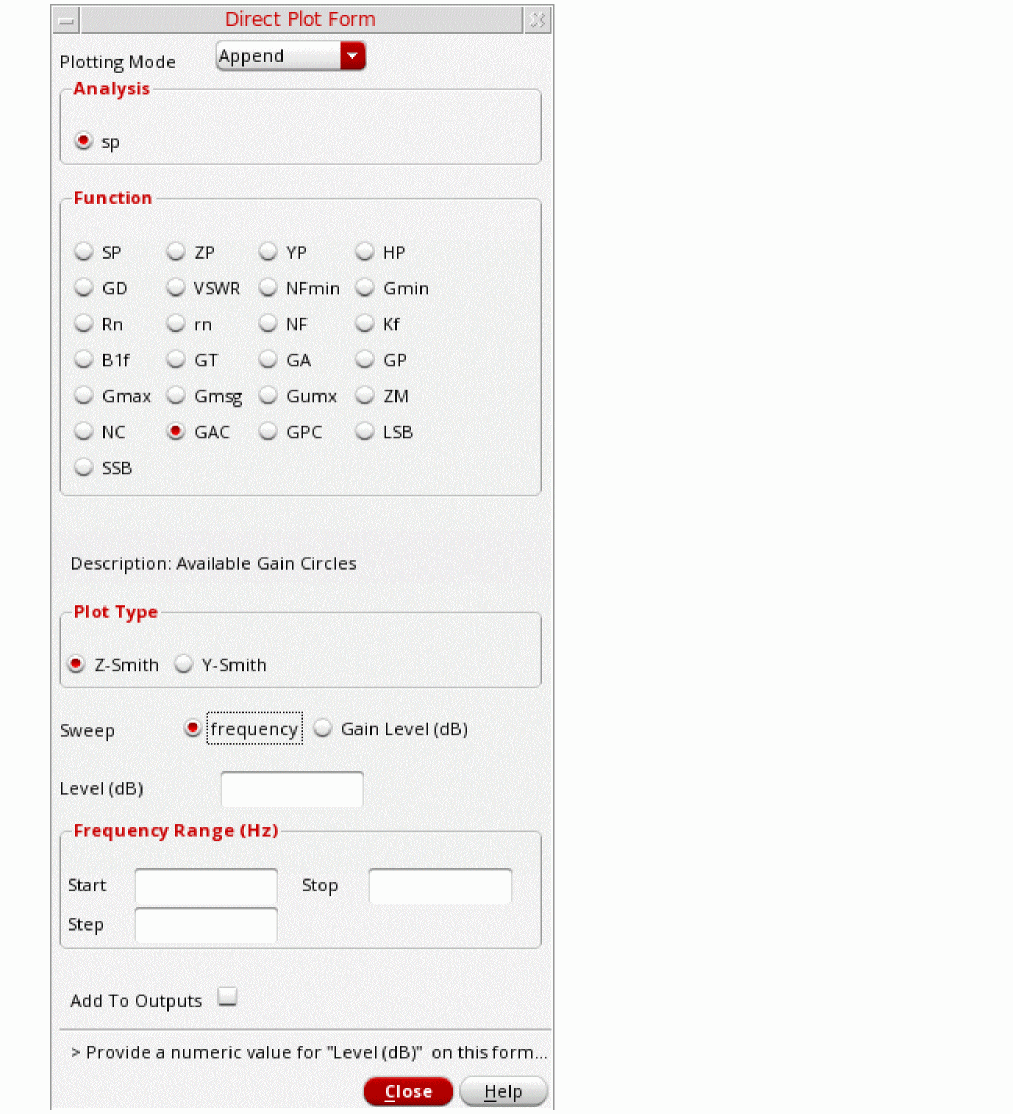 Direct Plot Form
Plotting Mode Append
Analysis
sp
Function
SP ZP YP HP
GD VSWR NFmin Gmin
Rn rn NF Kf
B1f GT GA GP
Gmax Gmsg Gumx ZM
NC GAC GPC LSB
SSB
Description: Available Gain Circles
Plot Type
Z-Smith Y-Smith
Sweep frequency Gain Level (dB)
Level (dB)
Frequency Range (Hz)
Start Stop
Step
Add To Outputs
> Provide a numeric value for "Level (dB)" on this form...
Close Help